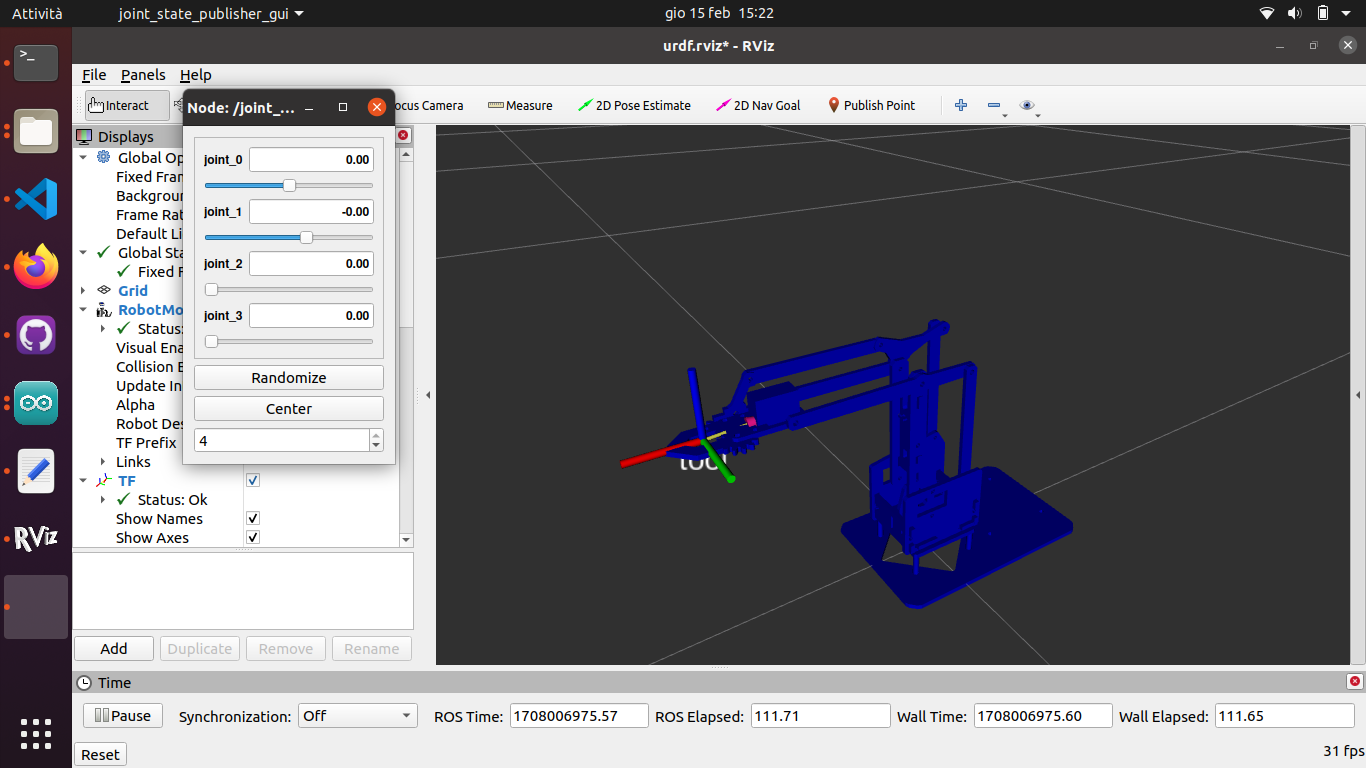 Attività
joint_state_publisher_gui
gio 15 feb 15:22
urdf.rviz* - RViz
File Panels Help
Interact
ocus Camera
Measure
2D Pose Estimate
2D Nav Goal
Publish Point
Node: /joint_...
joint_0 0.00
joint_1 -0.00
joint_2 0.00
joint_3 0.00
Randomize
Center
4
Displays
Global Op
Fixed Fram
Backgroun
Frame Rat
Default Li
Global Sta
Fixed F
Grid
RobotMo
Status:
Visual Ena
Collision E
Update In
Alpha
Robot Des
TF Prefix
Links
TF
Status: Ok
Show Names
Show Axes
Add
Duplicate
Remove
Rename
tool
RViz
Time
Pause
Synchronization: Off
ROS Time: 1708006975.57
ROS Elapsed: 111.71
Wall Time: 1708006975.60
Wall Elapsed: 111.65
Reset
31 fps